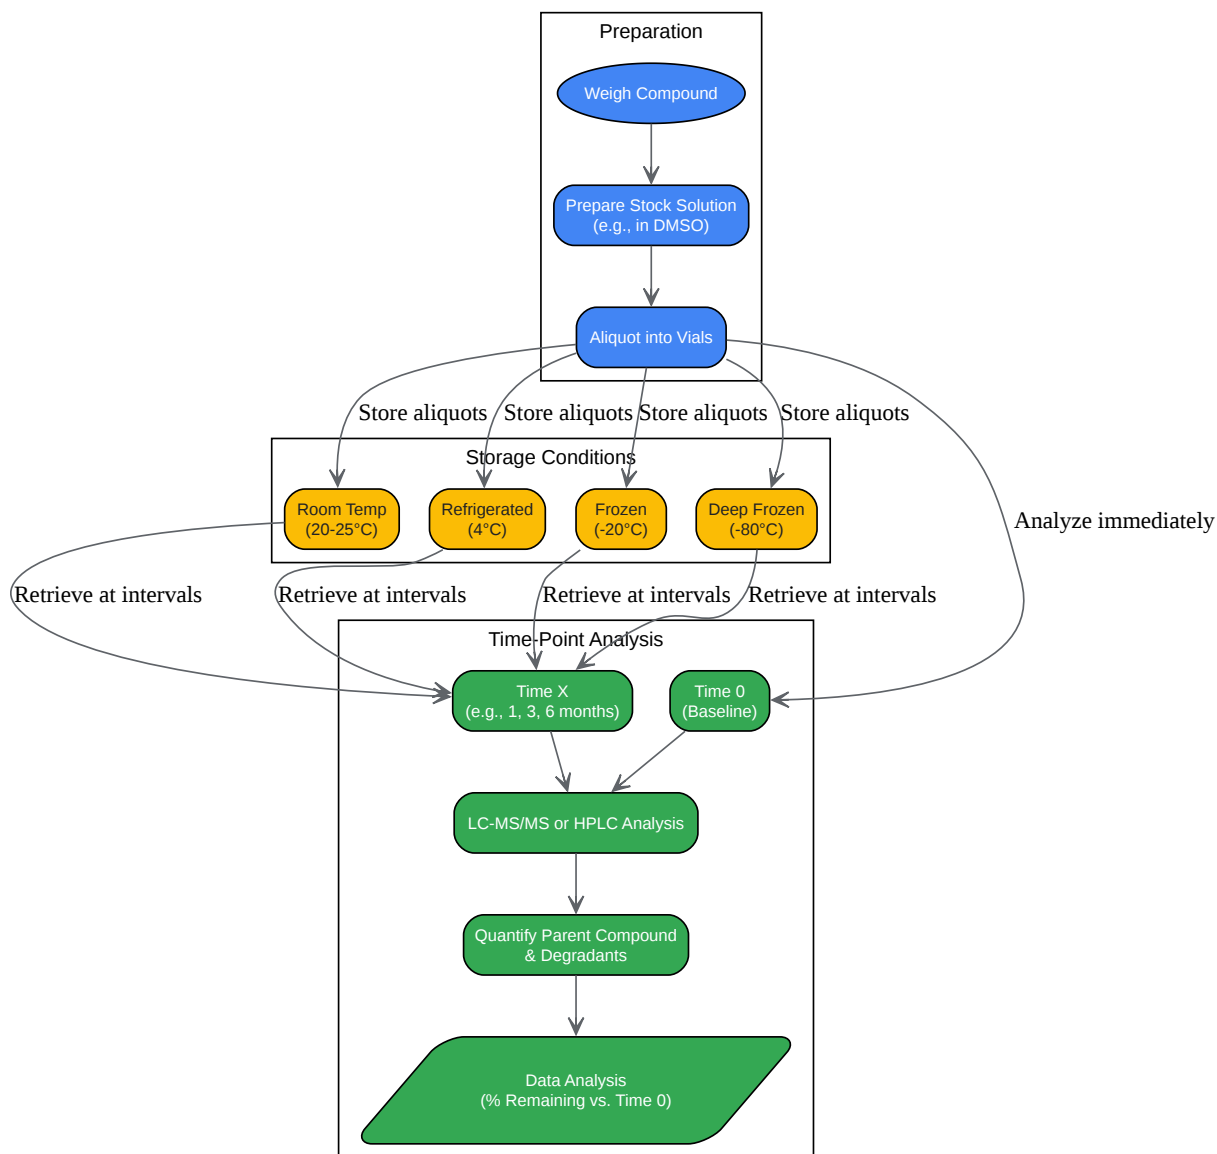 Preparation
Weigh Compound
Prepare Stock Solution
(e.g., in DMSO)
Aliquot into Vials
Store aliquots
Store aliquots
Store aliquots
Store aliquots
Storage Conditions
Room Temp
(20-25°C)
Refrigerated
(4°C)
Frozen
(-20°C)
Deep Frozen
(-80°C)
Analyze immediately
Retrieve at intervals
Retrieve at intervals
Retrieve at intervals
Retrieve at intervals
Time-Point Analysis
Time X
(e.g., 1, 3, 6 months)
Time 0
(Baseline)
LC-MS/MS or HPLC Analysis
Quantify Parent Compound
& Degradants
Data Analysis
(% Remaining vs. Time 0)